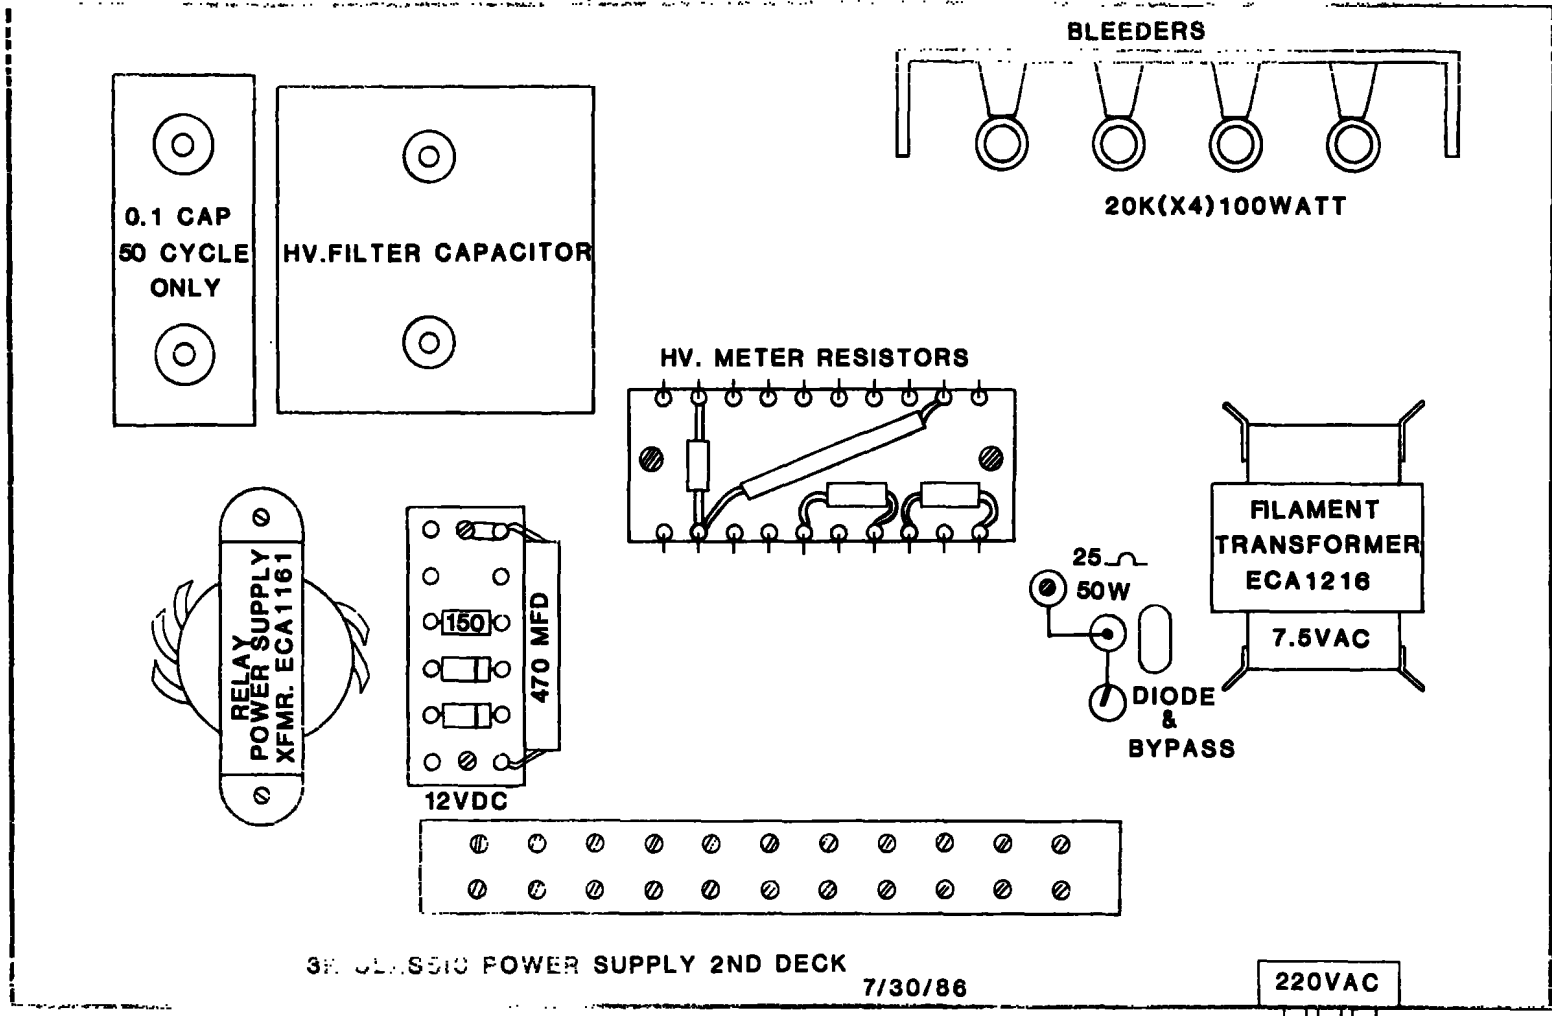 BLEEDERS
20K(X4)100WATT
0.1 CAP
50 CYCLE
ONLY
HV.FILTER CAPACITOR
HV. METER RESISTORS
FILAMENT
TRANSFORMER
ECA1216
7.5VAC
25
50W
DIODE
&
BYPASS
RELAY
POWER SUPPLY
XFMR. ECA1161
150
470 MFD
12VDC
POWER SUPPLY 2ND DECK
7/30/86
220VAC